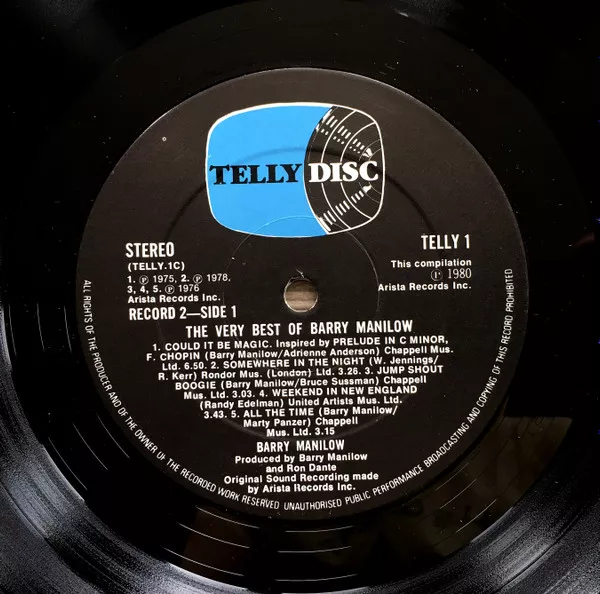 TELLY DISC
STEREO
(TELLY.1C)
1. ℗ 1975, 2. ℗ 1978,
3, 4, 5. ℗ 1976
Arista Records Inc.
TELLY 1
This compilation
℗ 1980
Arista Records Inc.
RECORD 2—SIDE 1
THE VERY BEST OF BARRY MANILOW
1. COULD IT BE MAGIC. Inspired by PRELUDE IN C MINOR,
F. CHOPIN (Barry Manilow/Adrienne Anderson) Chappell Mus.
Ltd. 6.50. 2. SOMEWHERE IN THE NIGHT (W. Jennings/
R. Kerr) Rondor Mus. (London) Ltd. 3.26. 3. JUMP SHOUT
BOOGIE (Barry Manilow/Bruce Sussman) Chappell
Mus. Ltd. 3.03. 4. WEEKEND IN NEW ENGLAND
(Randy Edelman) United Artists Mus. Ltd.
3.43. 5. ALL THE TIME (Barry Manilow/
Marty Panzer) Chappell
Mus. Ltd. 3.15
BARRY MANILOW
Produced by Barry Manilow
and Ron Dante
Original Sound Recording made
by Arista Records Inc.
ALL RIGHTS OF THE PRODUCER AND OF THE OWNER OF THE RECORDED WORK RESERVED UNAUTHORISED PUBLIC PERFORMANCE BROADCASTING AND COPYING OF THIS RECORD PROHIBITED